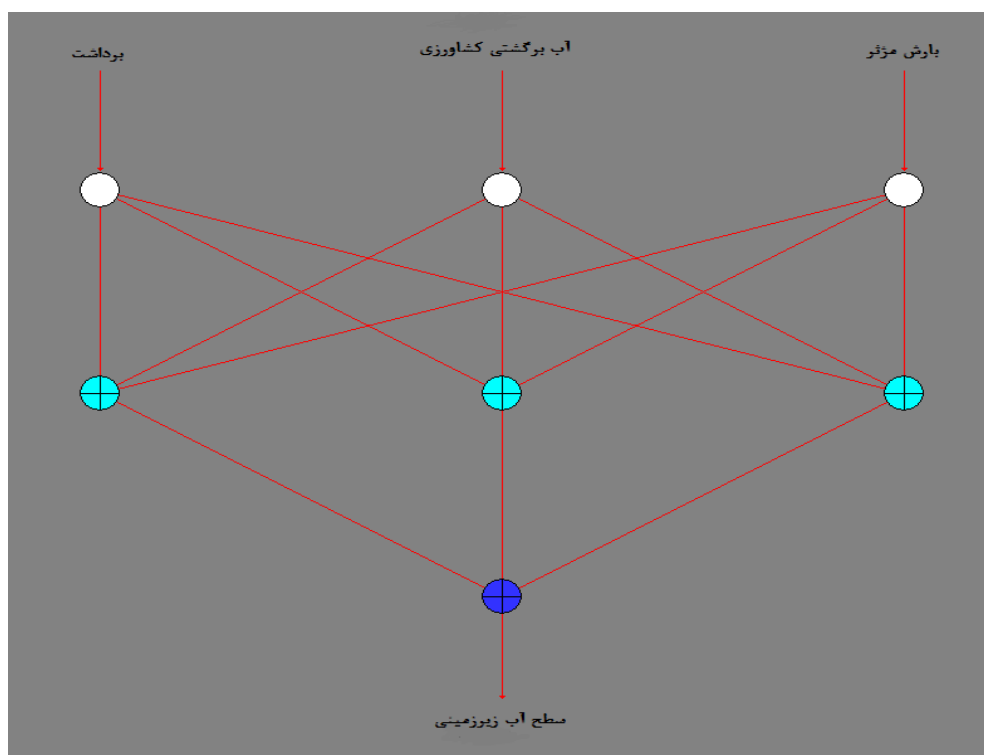 بارش مؤثر
آب برگشتی کشاورزی
برداشت
سطح آب زیرزمینی